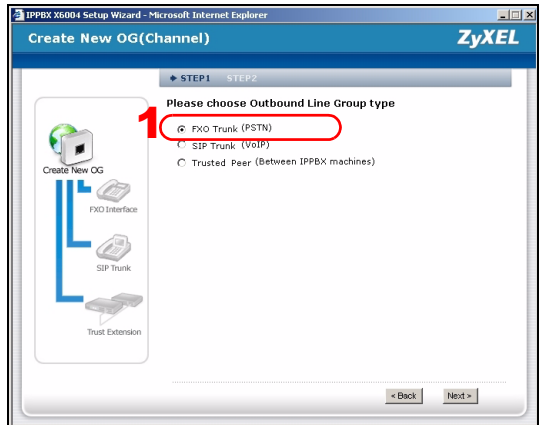 IPPBX X6004 Setup Wizard - Microsoft Internet Explorer
Create New OG(Channel)
ZyXEL
STEP1 STEP2
Please choose Outbound Line Group type
1
FXO Trunk (PSTN)
SIP Trunk (VoIP)
Trusted Peer (Between IPPBX machines)
Create New OG
FXO Interface
SIP Trunk
Trust Extension
< Back Next >